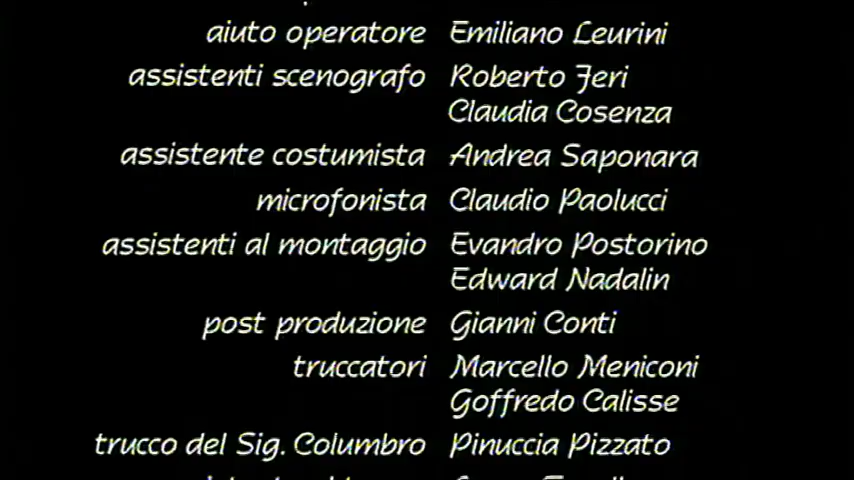 aiuto operatore Emiliano Leurini
assistenti scenografo Roberto Jeri
Claudia Cosenza
assistente costumista Andrea Saponara
microfonista Claudio Paolucci
assistenti al montaggio Evandro Postorino
Edward Nadalin
post produzione Gianni Conti
truccatori Marcello Meniconi
Goffredo Calisse
trucco del Sig. Columbro Pinuccia Pizzato